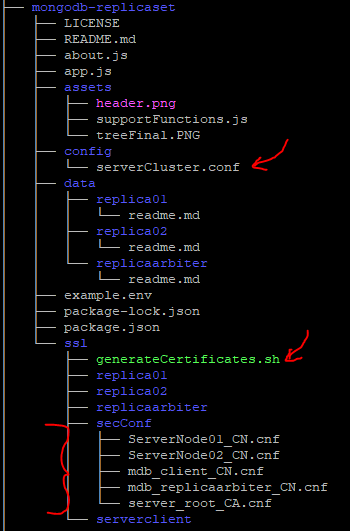 mongodb-replicaset
LICENSE
README.md
about.js
app.js
assets
header.png
supportFunctions.js
treeFinal.PNG
config
serverCluster.conf
data
replica01
readme.md
replica02
readme.md
replicaarbiter
readme.md
example.env
package-lock.json
package.json
ssl
generateCertificates.sh
replica01
replica02
replicaarbiter
secConf
ServerNode01_CN.cnf
ServerNode02_CN.cnf
mdb_client_CN.cnf
mdb_replicaarbiter_CN.cnf
server_root_CA.cnf
serverclient